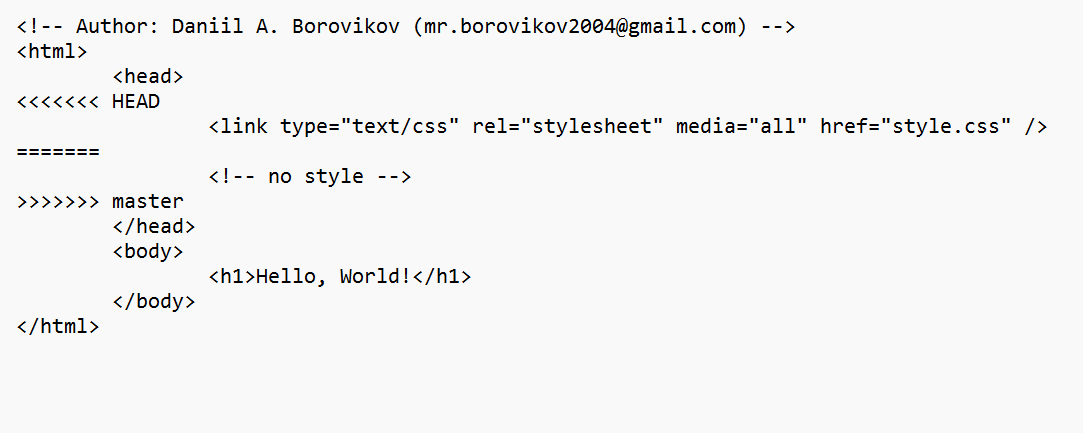 <!-- Author: Daniil A. Borovikov (mr.borovikov2004@gmail.com) -->
<html>
        <head>
<<<<<<< HEAD
                <link type="text/css" rel="stylesheet" media="all" href="style.css" />
=======
                <!-- no style -->
>>>>>>> master
        </head>
        <body>
                <h1>Hello, World!</h1>
        </body>
</html>